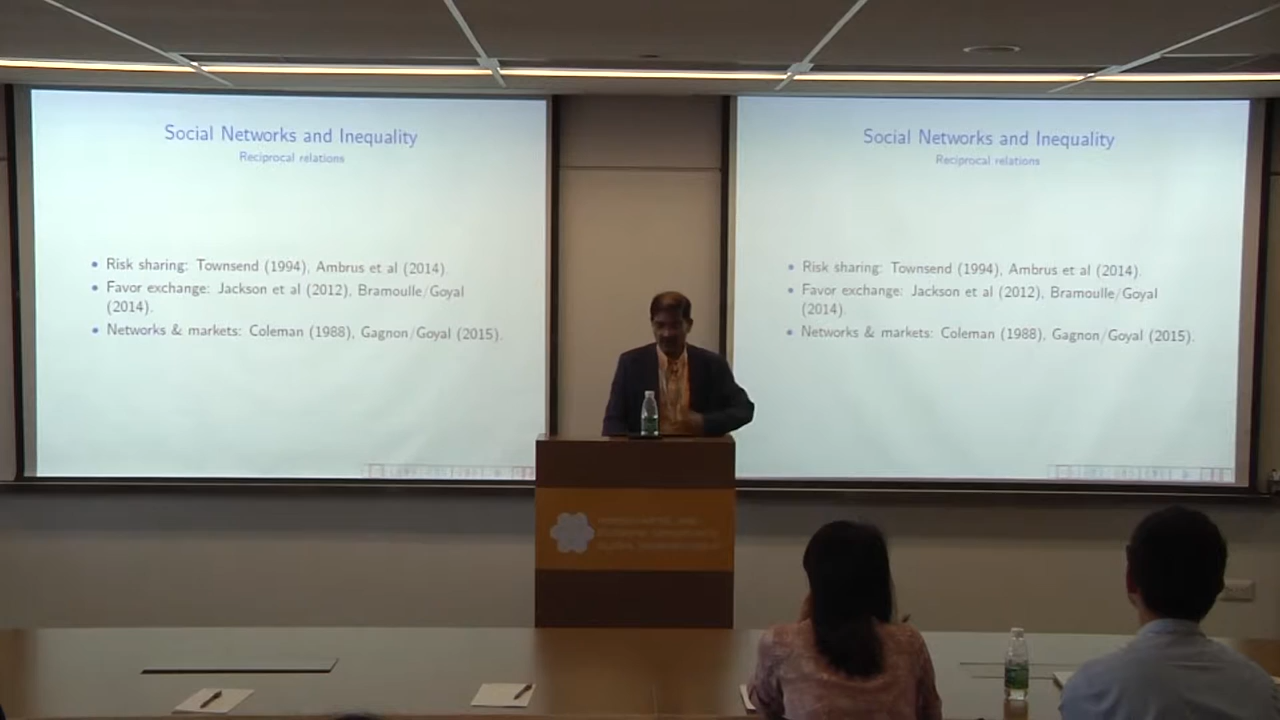 Social Networks and Inequality
Reciprocal relations
• Risk sharing: Townsend (1994), Ambrus et al (2014).
• Favor exchange: Jackson et al (2012), Bramoulle/Goyal
(2014).
• Networks & markets: Coleman (1988), Gagnon/Goyal (2015).
Social Networks and Inequality
Reciprocal relations
• Risk sharing: Townsend (1994), Ambrus et al (2014).
• Favor exchange: Jackson et al (2012), Bramoulle/Goyal
(2014).
• Networks & markets: Coleman (1988), Gagnon/Goyal (2015).